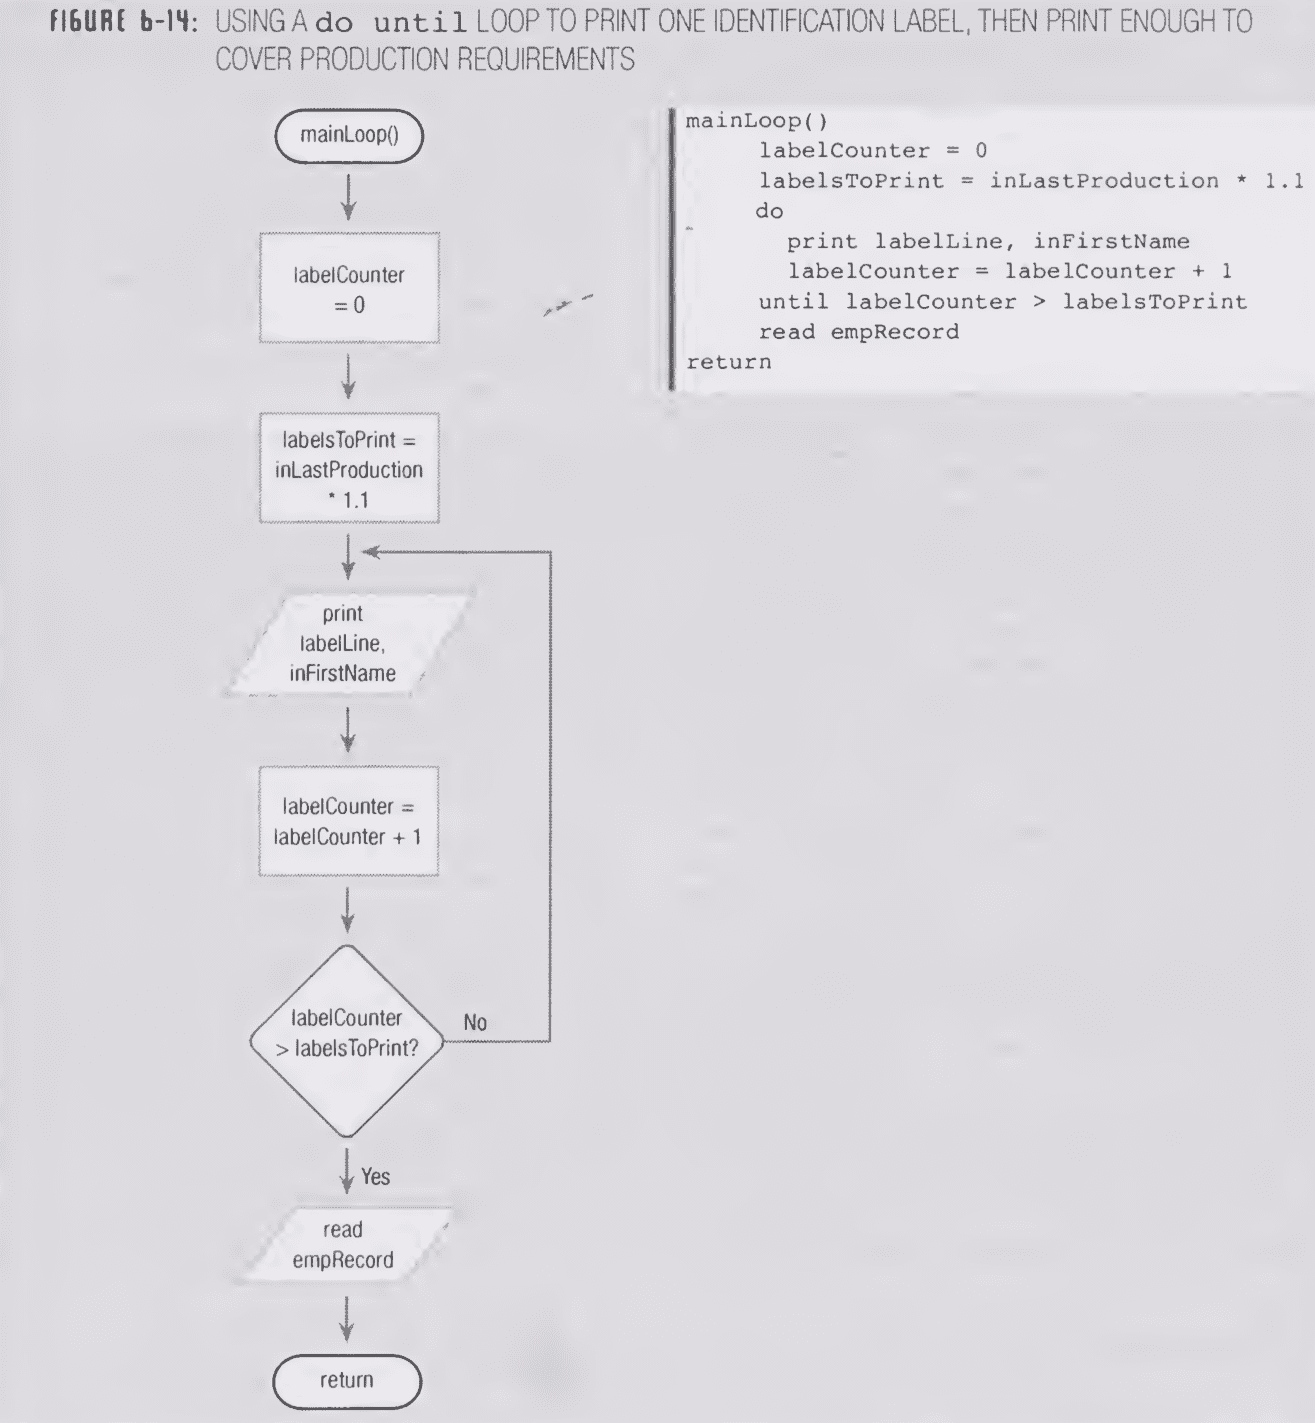 FIGURE 6-14: USING A do until LOOP TO PRINT ONE IDENTIFICATION LABEL, THEN PRINT ENOUGH TO
COVER PRODUCTION REQUIREMENTS
mainLoop()
labelCounter
= 0
labelsToPrint =
inLastProduction
* 1.1
print
labelLine,
inFirstName
labelCounter =
labelCounter + 1
labelCounter
> labelsToPrint?
No
Yes
read
empRecord
return
mainLoop()
labelCounter = 0
labelsToPrint = inLastProduction * 1.1
do
print labelLine, inFirstName
labelCounter = labelCounter + 1
until labelCounter > labelsToPrint
read empRecord
return